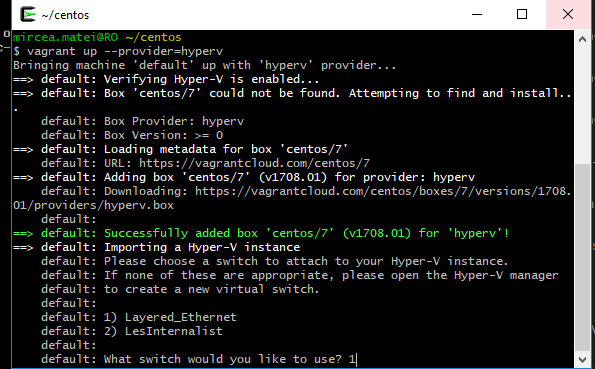 ~/centos
mircea.matei@RO ~/centos
$ vagrant up --provider=hyperv
Bringing machine 'default' up with 'hyperv' provider...
==> default: Verifying Hyper-V is enabled...
==> default: Box 'centos/7' could not be found. Attempting to find and install..
.
    default: Box Provider: hyperv
    default: Box Version: >= 0
==> default: Loading metadata for box 'centos/7'
    default: URL: https://vagrantcloud.com/centos/7
==> default: Adding box 'centos/7' (v1708.01) for provider: hyperv
    default: Downloading: https://vagrantcloud.com/centos/boxes/7/versions/1708.
01/providers/hyperv.box
    default:
==> default: Successfully added box 'centos/7' (v1708.01) for 'hyperv'!
==> default: Importing a Hyper-V instance
    default: Please choose a switch to attach to your Hyper-V instance.
    default: If none of these are appropriate, please open the Hyper-V manager
    default: to create a new virtual switch.
    default:
    default: 1) Layered_Ethernet
    default: 2) LesInternalist
    default:
    default: What switch would you like to use? 1